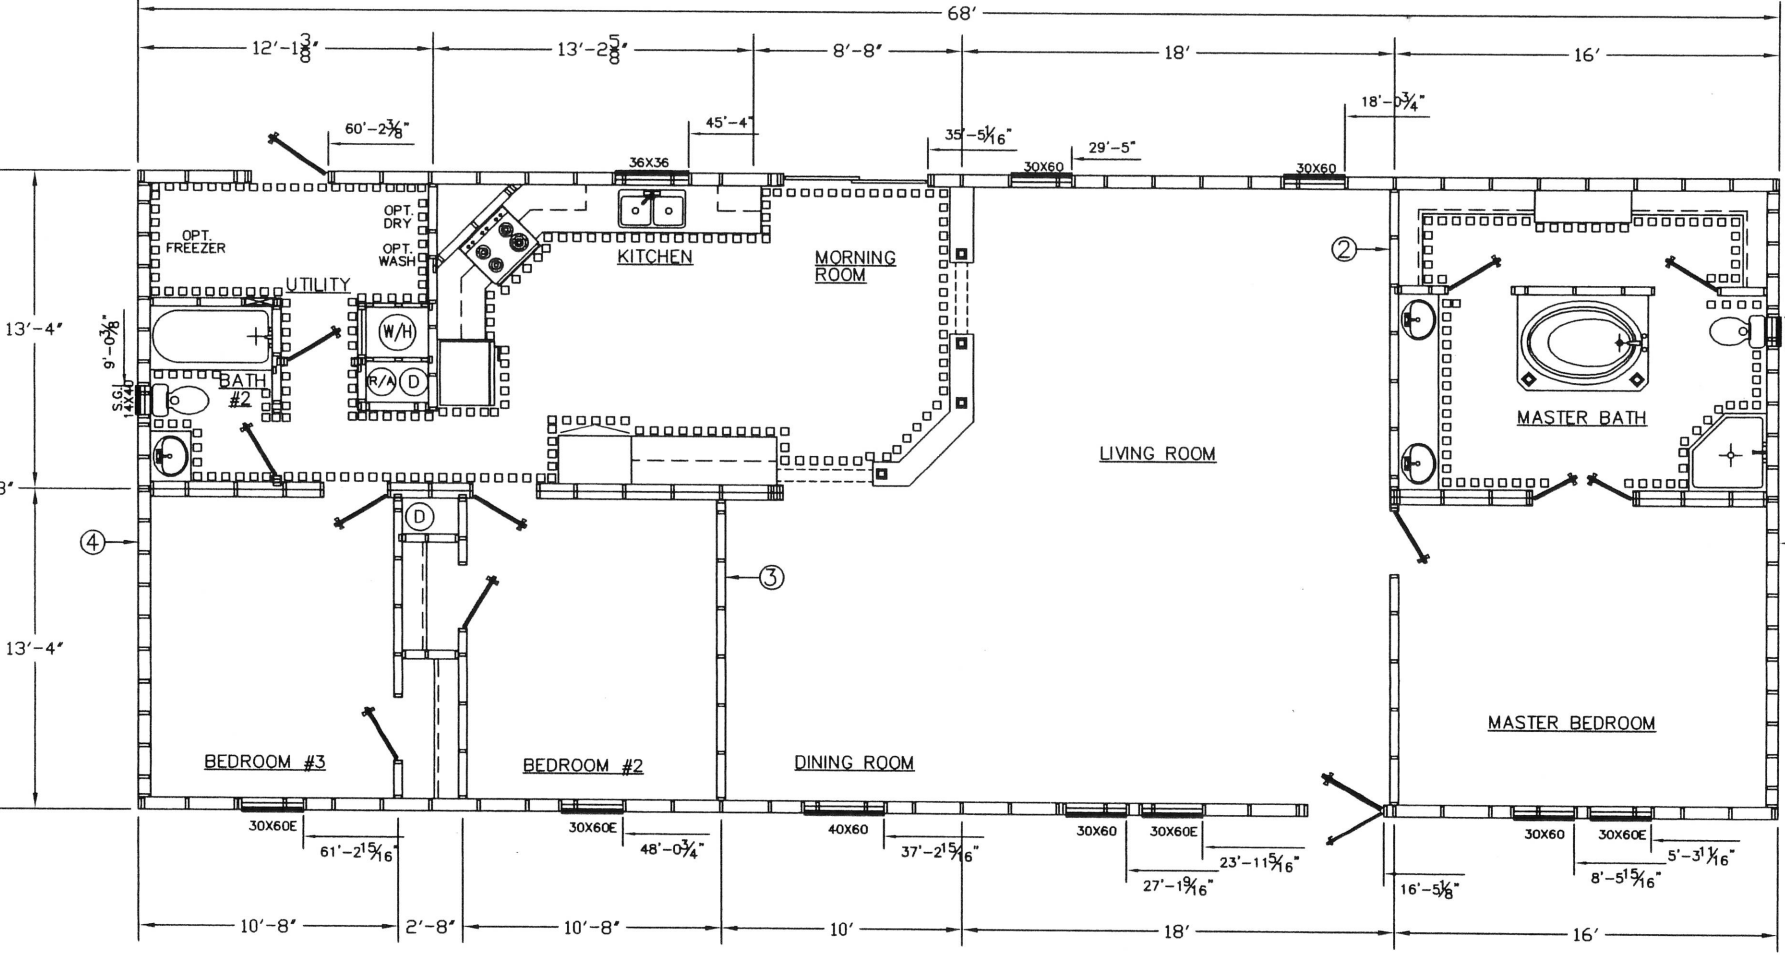 68'
12'-1 3/8"
13'-2 5/8"
8'-8"
18'
16'
60'-2 3/8"
45'-4"
35'-5 1/16"
29'-5"
18'-0 3/4"
36X36
30X60
30X60
OPT.
DRY
OPT.
FREEZER
OPT.
WASH
UTILITY
KITCHEN
MORNING
ROOM
2
13'-4"
9'-0 3/8"
W/H
R/A
D
BATH
#2
S.G.
14X40
MASTER BATH
LIVING ROOM
8"
D
4
3
13'-4"
BEDROOM #3
BEDROOM #2
DINING ROOM
MASTER BEDROOM
30X60E
30X60E
40X60
30X60
30X60E
30X60
30X60E
61'-2 15/16"
48'-0 3/4"
37'-2 15/16"
23'-11 5/16"
5'-3 11/16"
27'-1 9/16"
16'-5 1/8"
8'-5 15/16"
10'-8"
2'-8"
10'-8"
10'
18'
16'